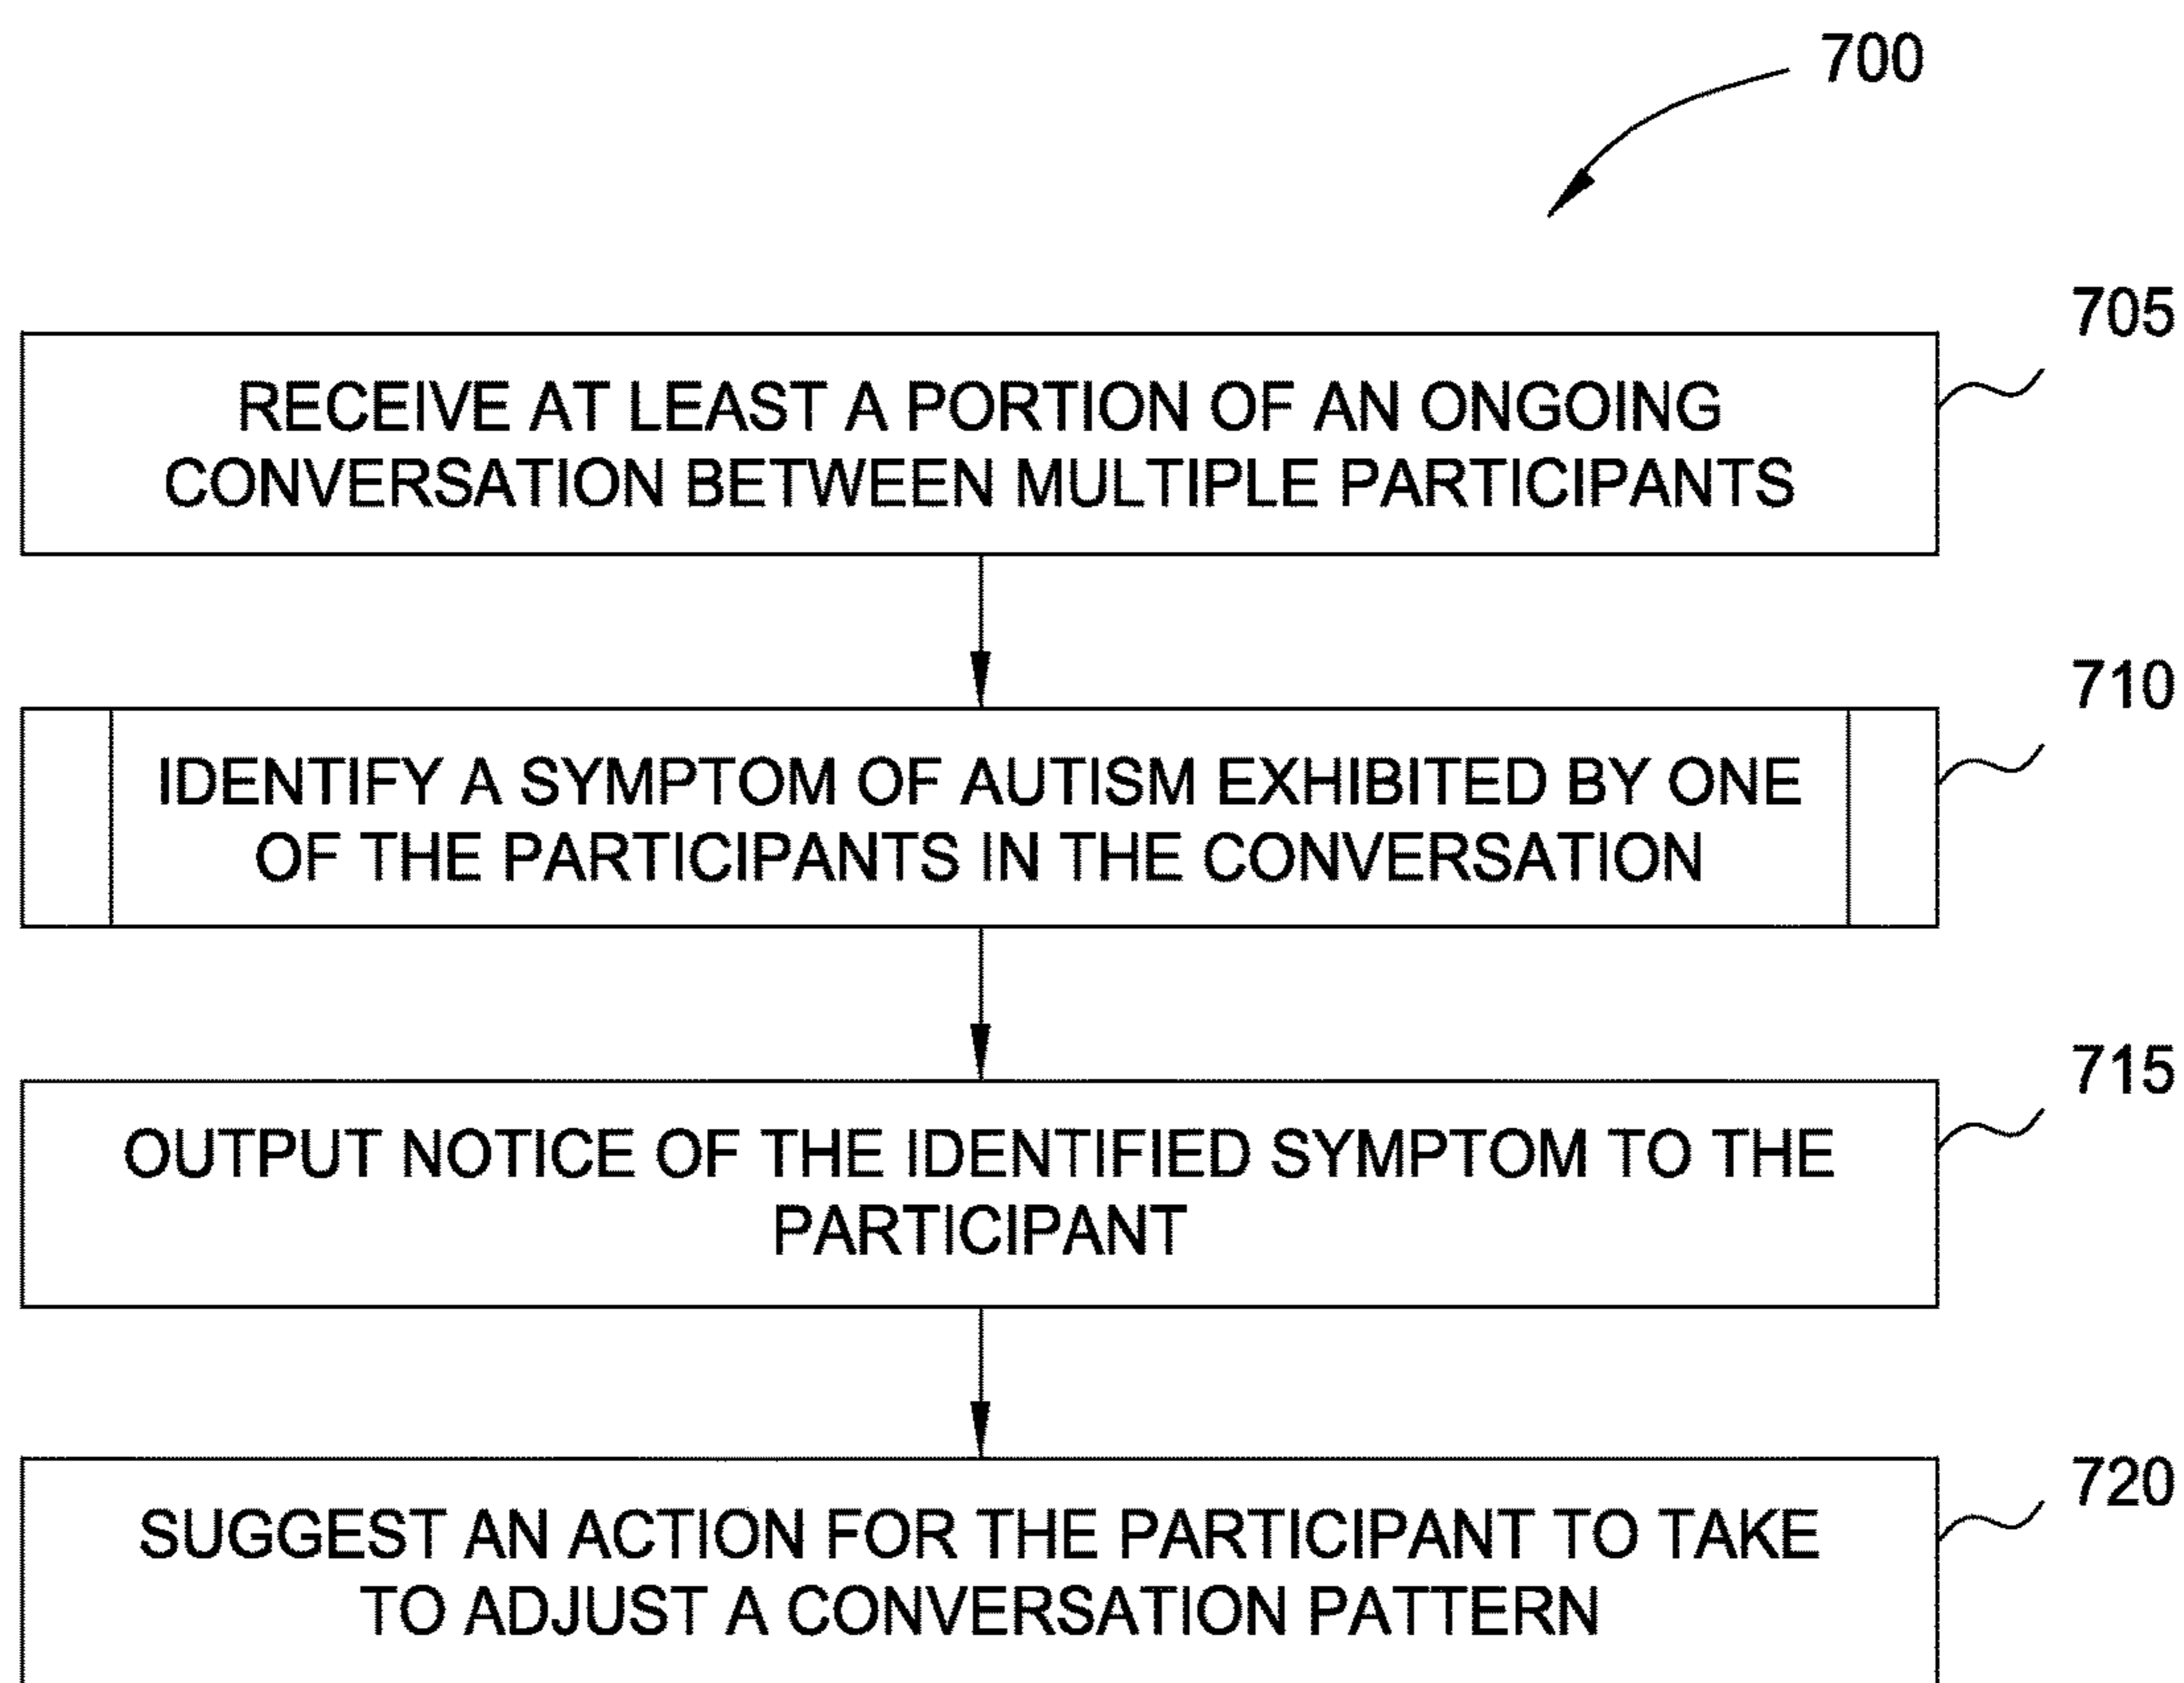 700
705
RECEIVE AT LEAST A PORTION OF AN ONGOING
CONVERSATION BETWEEN MULTIPLE PARTICIPANTS
710
IDENTIFY A SYMPTOM OF AUTISM EXHIBITED BY ONE
OF THE PARTICIPANTS IN THE CONVERSATION
715
OUTPUT NOTICE OF THE IDENTIFIED SYMPTOM TO THE
PARTICIPANT
720
SUGGEST AN ACTION FOR THE PARTICIPANT TO TAKE
TO ADJUST A CONVERSATION PATTERN